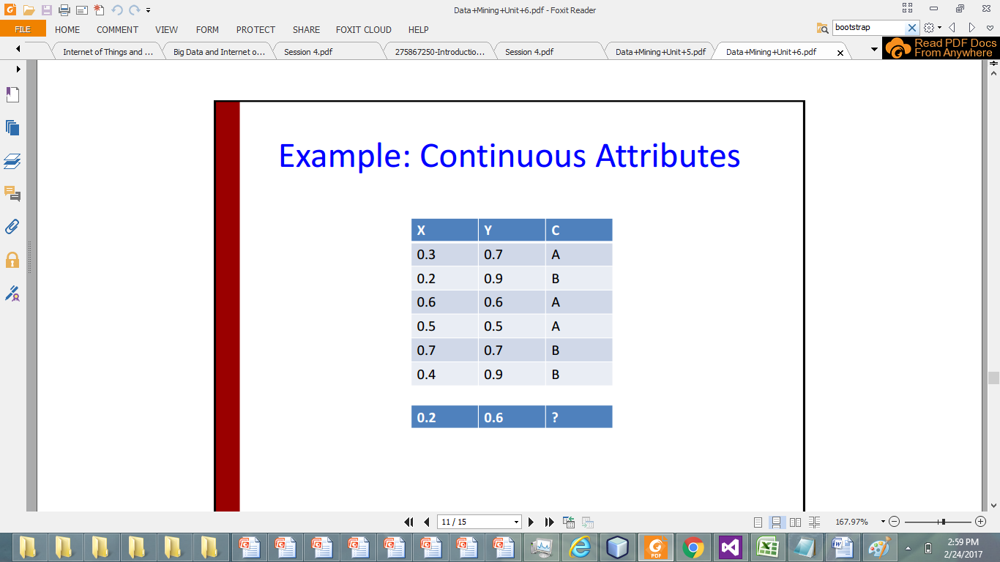 Data+Mining+Unit+6.pdf - Foxit Reader
FILE HOME COMMENT VIEW FORM PROTECT SHARE FOXIT CLOUD HELP bootstrap
Internet of Things and ... Big Data and Internet o... Session 4.pdf 275867250-Introductio... Session 4.pdf Data+Mining+Unit+5.pdf Data+Mining+Unit+6.pdf
Read PDF Docs
From Anywhere
Example: Continuous Attributes
X Y C
0.3 0.7 A
0.2 0.9 B
0.6 0.6 A
0.5 0.5 A
0.7 0.7 B
0.4 0.9 B
0.2 0.6 ?
11 / 15 167.97%
PDF
2:59 PM
2/24/2017